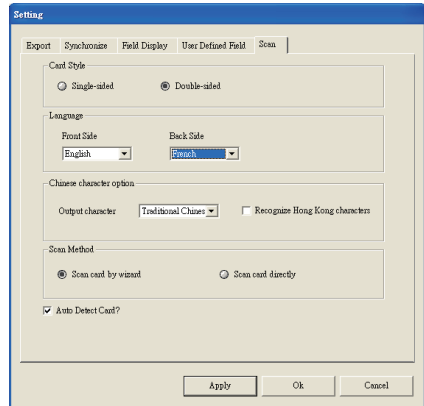 Setting
Export Synchronize Field Display User Defined Field Scan
Card Style
Single-sided Double-sided
Language
Front Side Back Side
English French
Chinese character option
Output character Traditional Chines Recognize Hong Kong characters
Scan Method
Scan card by wizard Scan card directly
Auto Detect Card?
Apply Ok Cancel